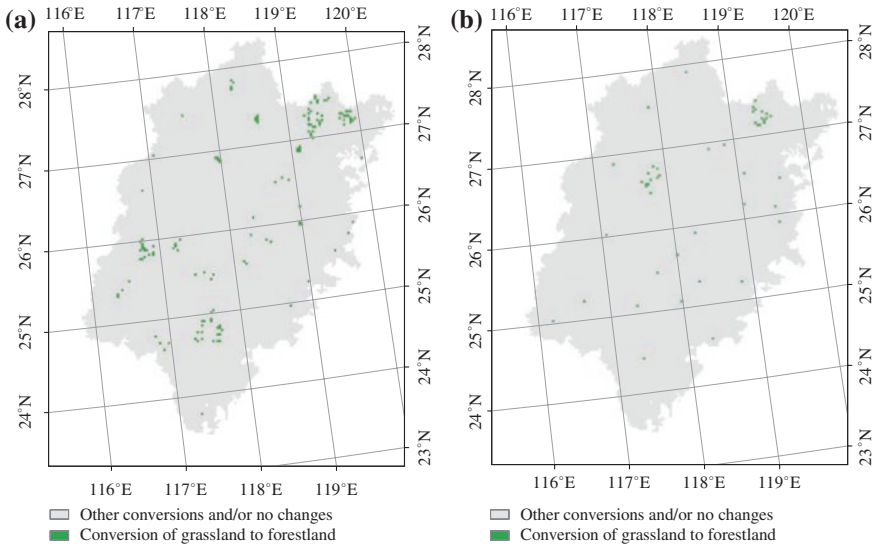 (a)
116°E 117°E 118°E 119°E 120°E
28°N
27°N
26°N
25°N
24°N
28°N
27°N
26°N
25°N
24°N
23°N
116°E 117°E 118°E 119°E
Other conversions and/or no changes
Conversion of grassland to forestland
(b)
116°E 117°E 118°E 119°E 120°E
28°N
27°N
26°N
25°N
24°N
28°N
27°N
26°N
25°N
24°N
23°N
116°E 117°E 118°E 119°E
Other conversions and/or no changes
Conversion of grassland to forestland